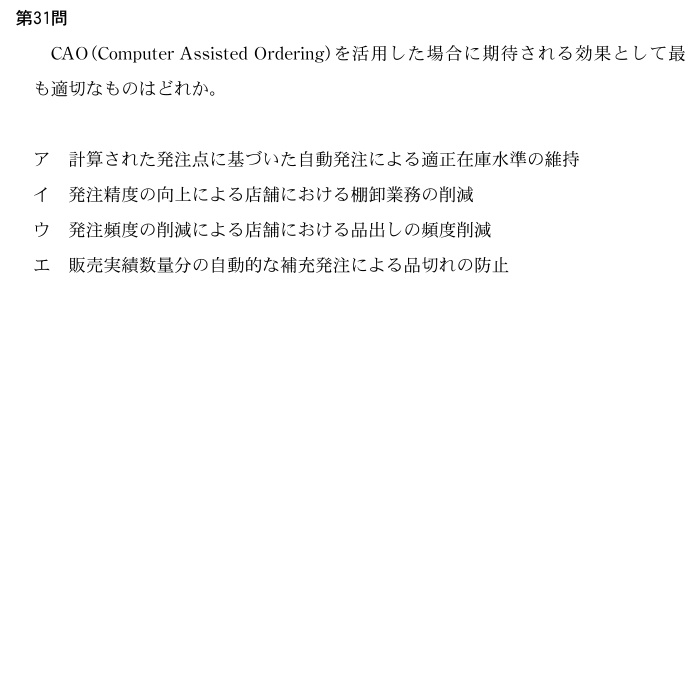 第31問
CAO(Computer Assisted Ordering)を活用した場合に期待される効果として最
も適切なものはどれか。
ア 計算された発注点に基づいた自動発注による適正在庫水準の維持
イ 発注精度の向上による店舗における棚卸業務の削減
ウ 発注頻度の削減による店舗における品出しの頻度削減
エ 販売実績数量分の自動的な補充発注による品切れの防止